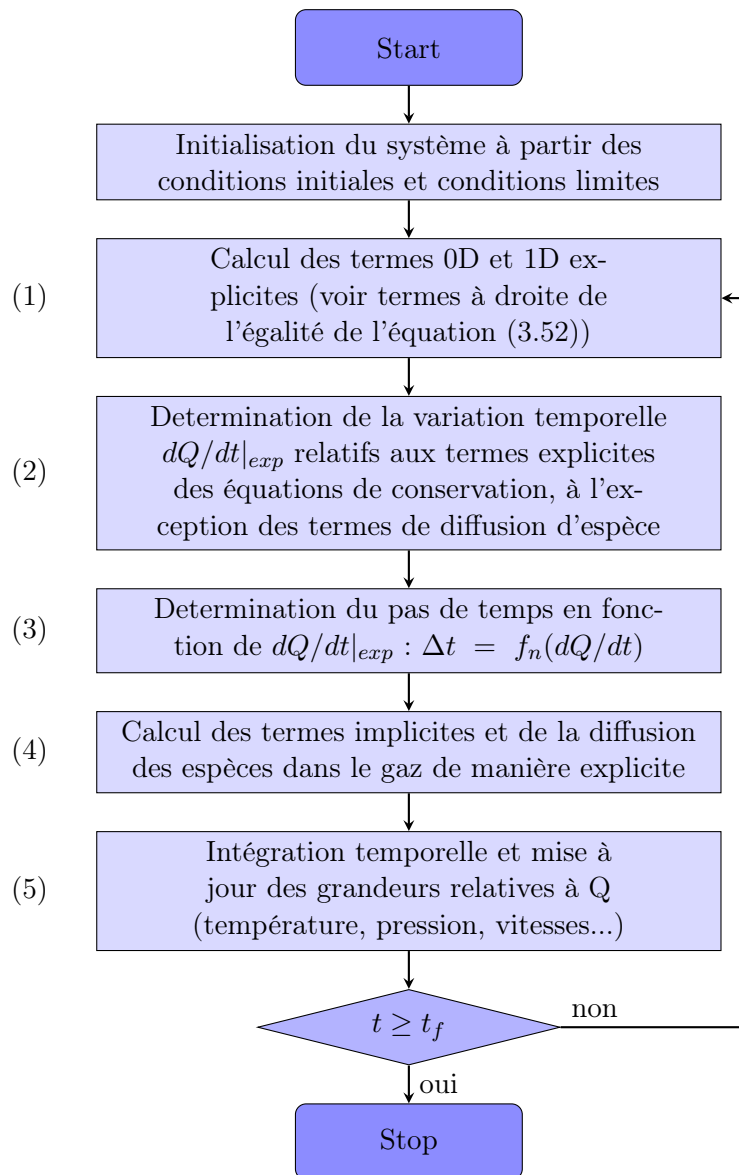 Start
Initialisation du système à partir des
conditions initiales et conditions limites
(1)
Calcul des termes 0D et 1D ex-
plicites (voir termes à droite de
l'égalité de l'équation (3.52))
(2)
Determination de la variation temporelle
dQ/dt|exp relatifs aux termes explicites
des équations de conservation, à l'ex-
ception des termes de diffusion d'espèce
(3)
Determination du pas de temps en fonc-
tion de dQ/dt|exp : Δt = fn(dQ/dt)
(4)
Calcul des termes implicites et de la diffusion
des espèces dans le gaz de manière explicite
(5)
Intégration temporelle et mise à
jour des grandeurs relatives à Q
(température, pression, vitesses...)
t ≥ tf
non
oui
Stop